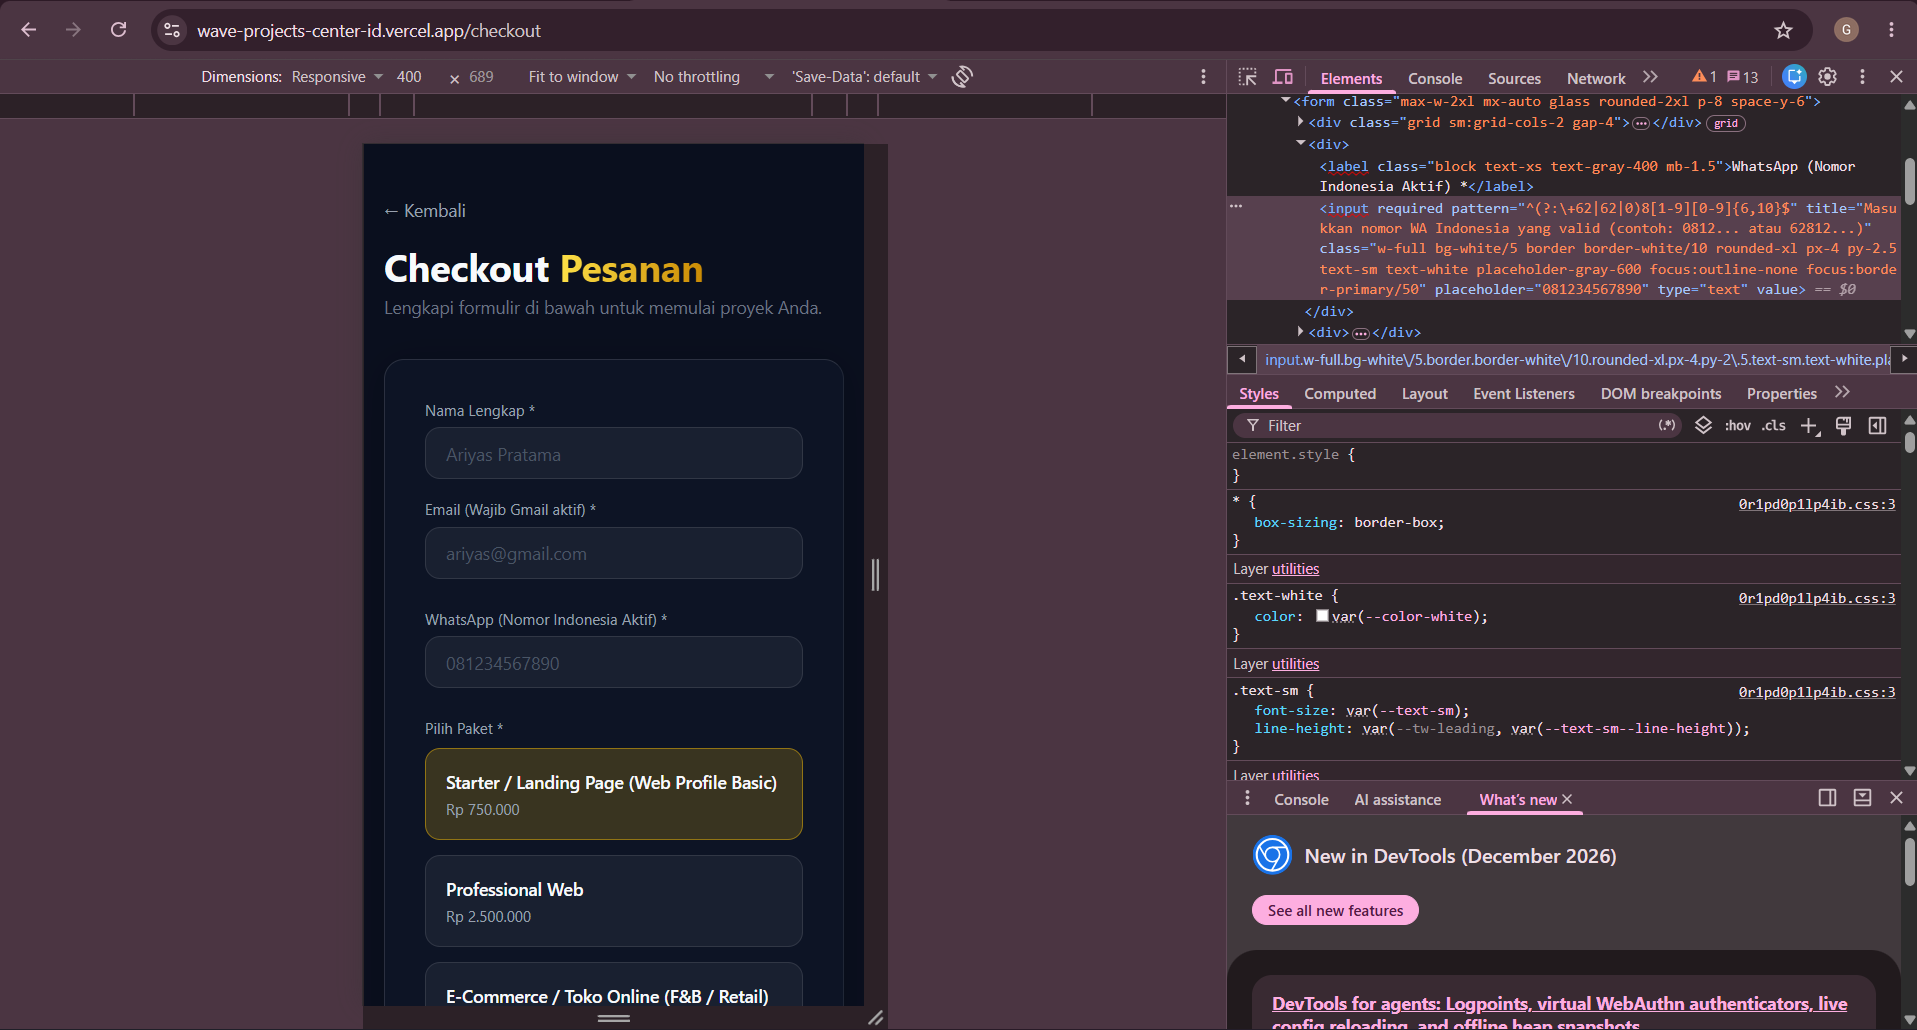 wave-projects-center-id.vercel.app/checkout
G
Dimensions: Responsive 400 × 689 Fit to window No throttling 'Save-Data': default
Elements Console Sources Network 1 13
← Kembali
Checkout Pesanan
Lengkapi formulir di bawah untuk memulai proyek Anda.
Nama Lengkap *
Ariyas Pratama
Email (Wajib Gmail aktif) *
ariyas@gmail.com
WhatsApp (Nomor Indonesia Aktif) *
081234567890
Pilih Paket *
Starter / Landing Page (Web Profile Basic)
Rp 750.000
Professional Web
Rp 2.500.000
E-Commerce / Toko Online (F&B / Retail)
<form class="max-w-2xl mx-auto glass rounded-2xl p-8 space-y-6">
<div class="grid sm:grid-cols-2 gap-4">…</div> grid
<div>
<label class="block text-xs text-gray-400 mb-1.5">WhatsApp (Nomor
Indonesia Aktif) *</label>
<input required pattern="^(?:\+62|62|0)8[1-9][0-9]{6,10}$" title="Masu
kkan nomor WA Indonesia yang valid (contoh: 0812... atau 62812...)"
class="w-full bg-white/5 border border-white/10 rounded-xl px-4 py-2.5
text-sm text-white placeholder-gray-600 focus:outline-none focus:borde
r-primary/50" placeholder="081234567890" type="text" value> == $0
</div>
<div>…</div>
input.w-full.bg-white\/5.border.border-white\/10.rounded-xl.px-4.py-2\.5.text-sm.text-white.pla
Styles Computed Layout Event Listeners DOM breakpoints Properties
Filter (.*) :hov .cls
element.style {
}
* { 0r1pd0p1lp4ib.css:3
box-sizing: border-box;
}
Layer utilities
.text-white { 0r1pd0p1lp4ib.css:3
color: var(--color-white);
}
Layer utilities
.text-sm { 0r1pd0p1lp4ib.css:3
font-size: var(--text-sm);
line-height: var(--tw-leading, var(--text-sm--line-height));
}
Layer utilities
Console AI assistance What's new
New in DevTools (December 2026)
See all new features
DevTools for agents: Logpoints, virtual WebAuthn authenticators, live
config reloading, and offline heap snapshots